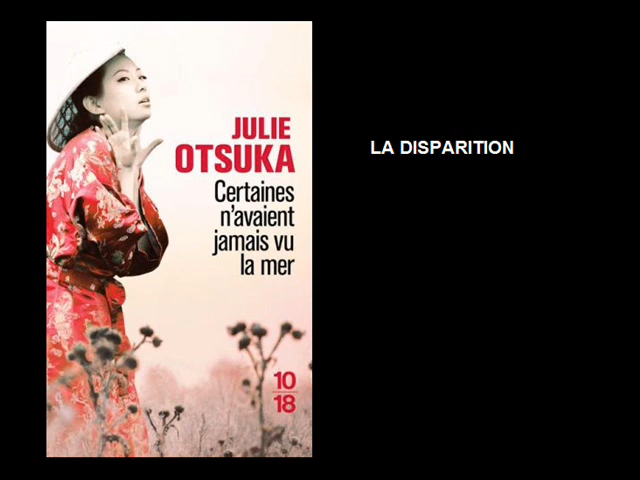 JULIE
OTSUKA
Certaines
n'avaient
jamais vu
la mer
10
18
LA DISPARITION